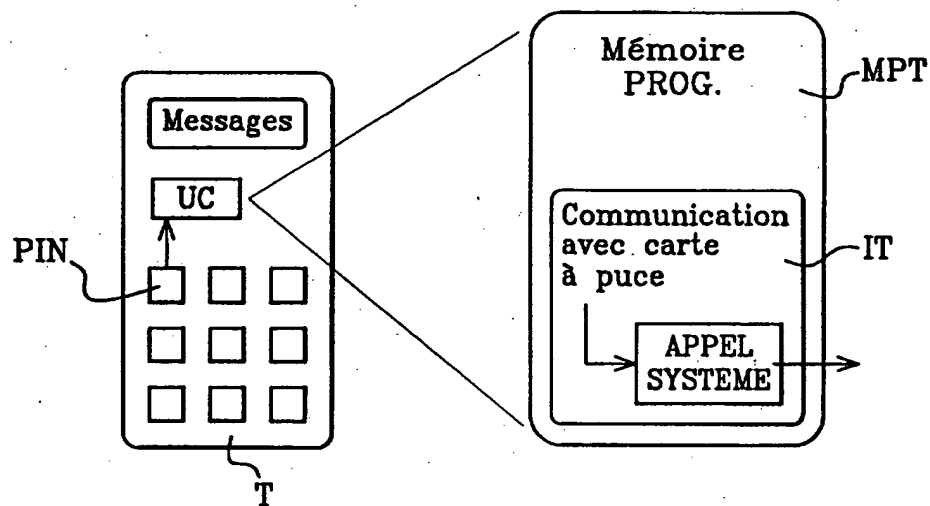 Messages
UC
PIN
T
Mémoire
PROG.
MPT
Communication
avec carte
à puce
IT
APPEL
SYSTEME